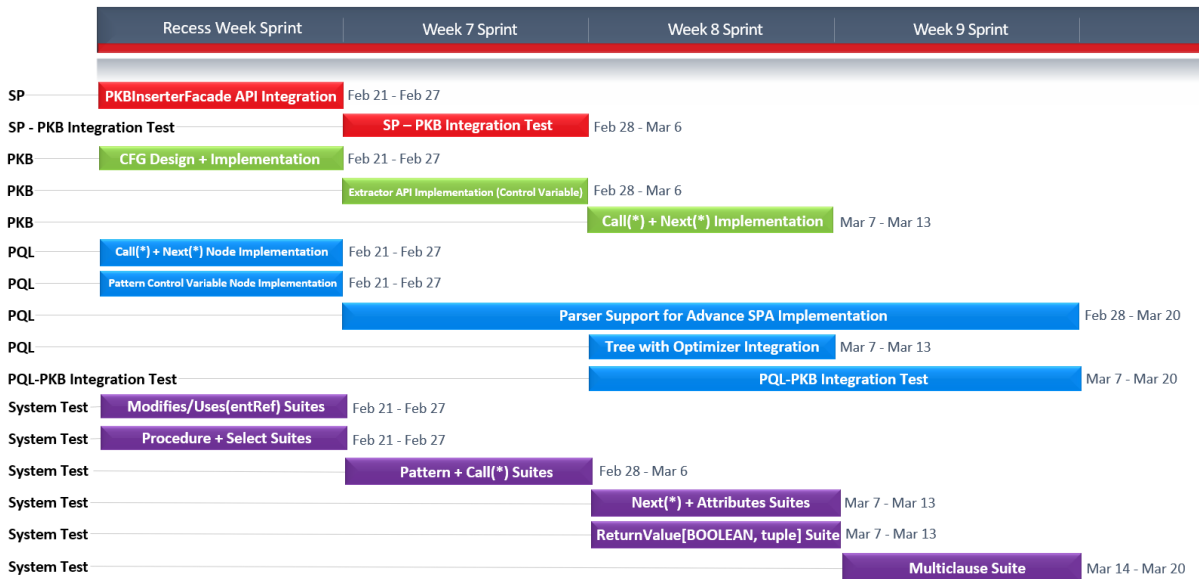 Recess Week Sprint Week 7 Sprint Week 8 Sprint Week 9 Sprint
SP PKBInserterFacade API Integration Feb 21 - Feb 27
SP - PKB Integration Test SP – PKB Integration Test Feb 28 - Mar 6
PKB CFG Design + Implementation Feb 21 - Feb 27
PKB Extractor API Implementation (Control Variable) Feb 28 - Mar 6
PKB Call(*) + Next(*) Implementation Mar 7 - Mar 13
PQL Call(*) + Next(*) Node Implementation Feb 21 - Feb 27
PQL Pattern Control Variable Node Implementation Feb 21 - Feb 27
PQL Parser Support for Advance SPA Implementation Feb 28 - Mar 20
PQL Tree with Optimizer Integration Mar 7 - Mar 13
PQL-PKB Integration Test PQL-PKB Integration Test Mar 7 - Mar 20
System Test Modifies/Uses(entRef) Suites Feb 21 - Feb 27
System Test Procedure + Select Suites Feb 21 - Feb 27
System Test Pattern + Call(*) Suites Feb 28 - Mar 6
System Test Next(*) + Attributes Suites Mar 7 - Mar 13
System Test ReturnValue[BOOLEAN, tuple] Suite Mar 7 - Mar 13
System Test Multiclause Suite Mar 14 - Mar 20